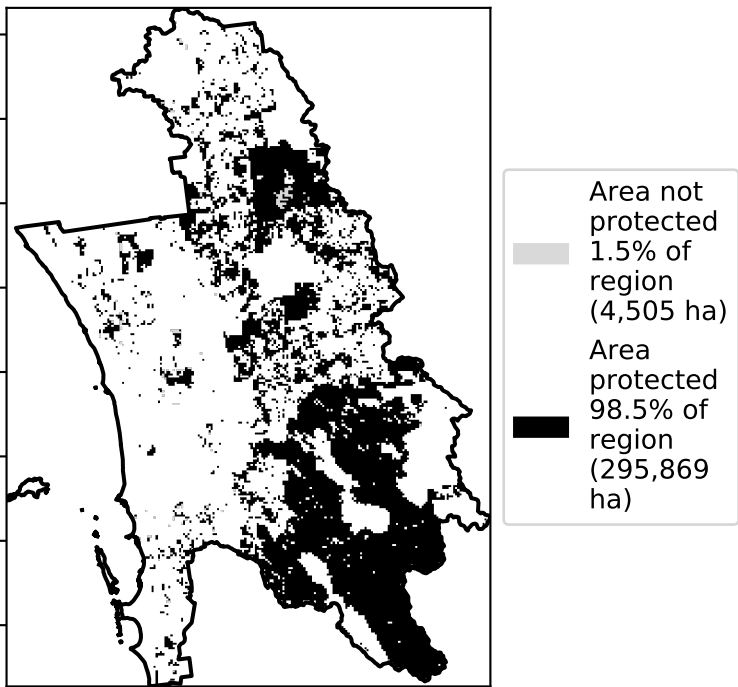 Area not
protected
1.5% of
region
(4,505 ha)
Area
protected
98.5% of
region
(295,869
ha)